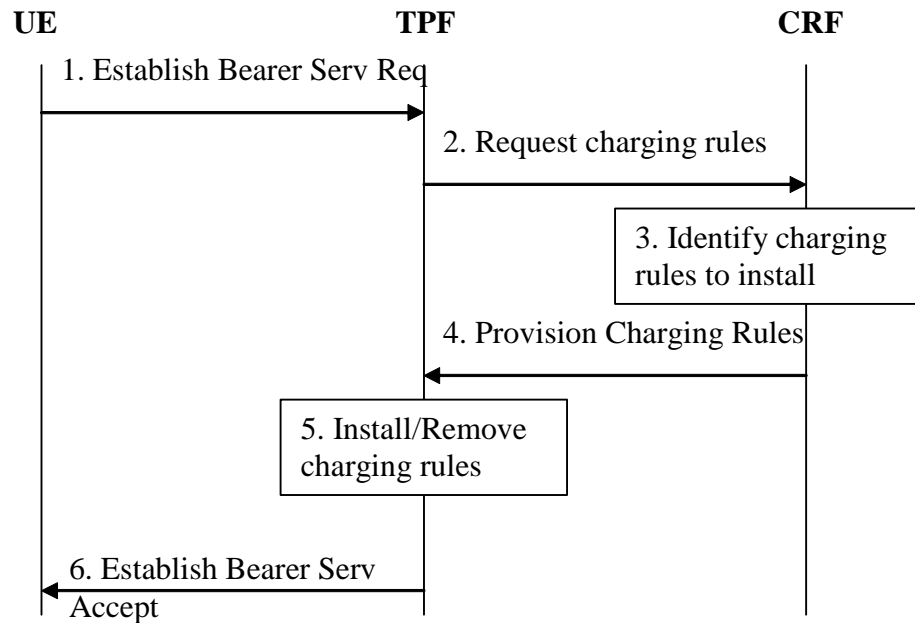 UE TPF CRF
1. Establish Bearer Serv Req
2. Request charging rules
3. Identify charging
rules to install
4. Provision Charging Rules
5. Install/Remove
charging rules
6. Establish Bearer Serv
Accept